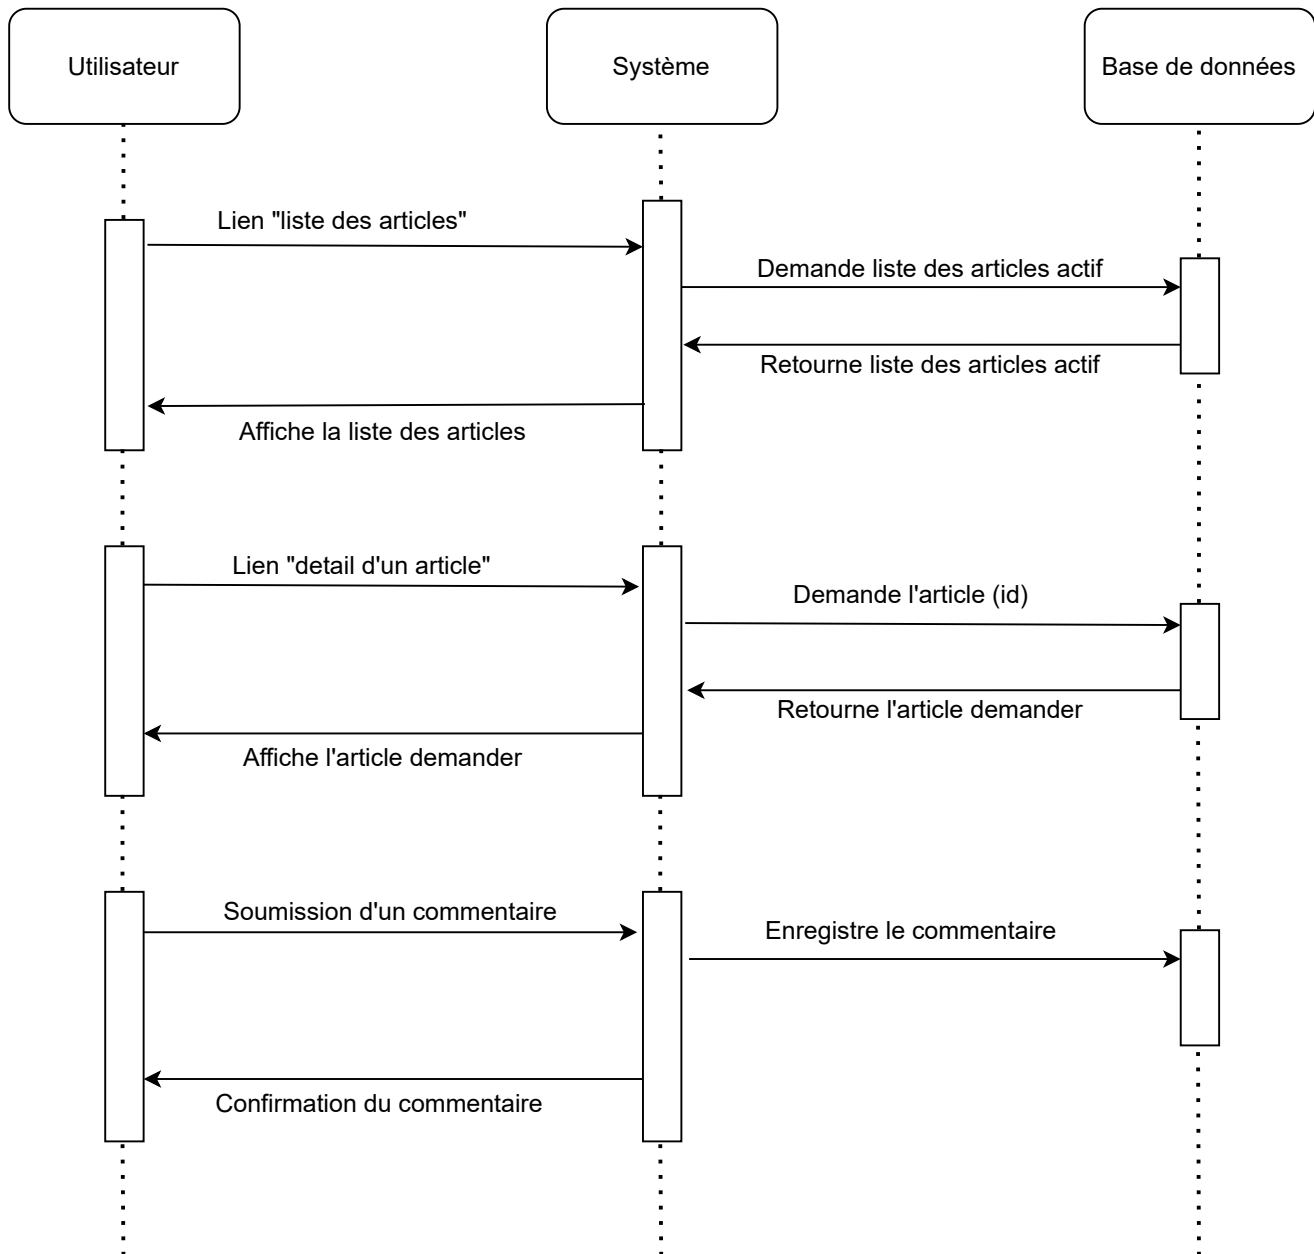 Utilisateur
Système
Base de données
Lien "liste des articles"
Demande liste des articles actif
Retourne liste des articles actif
Affiche la liste des articles
Lien "detail d'un article"
Demande l'article (id)
Retourne l'article demander
Affiche l'article demander
Soumission d'un commentaire
Enregistre le commentaire
Confirmation du commentaire